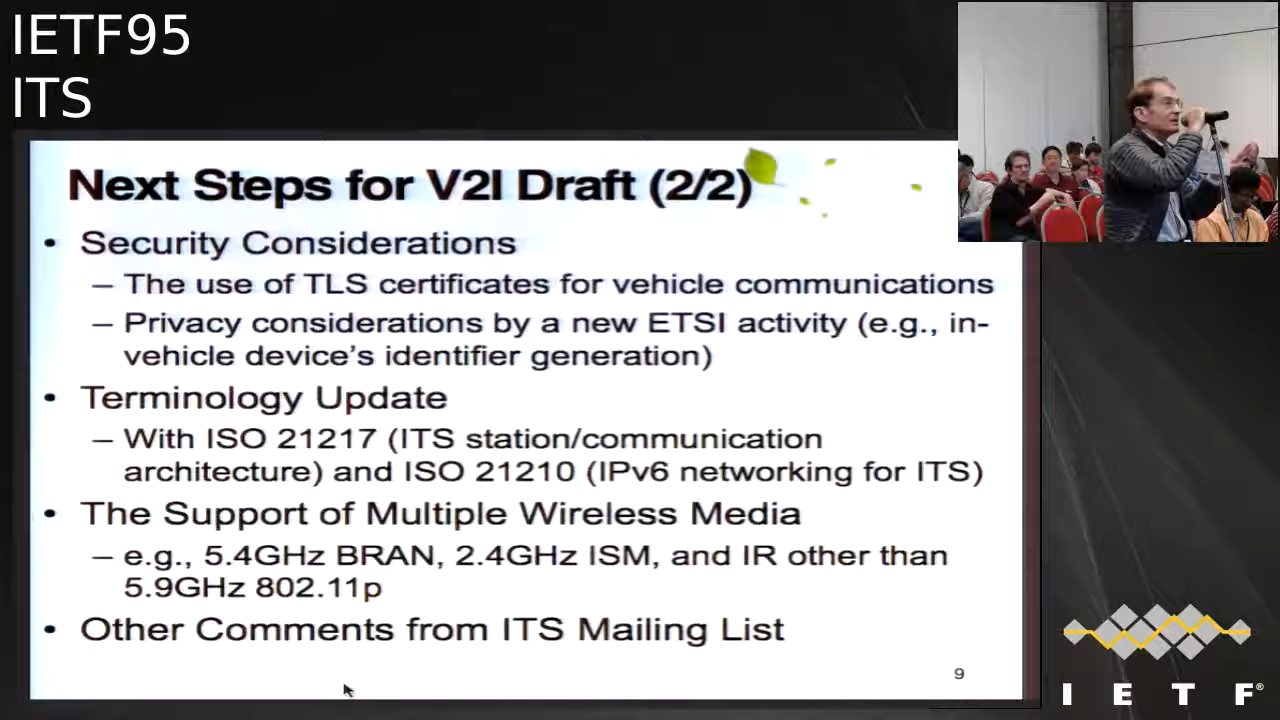 IETF95
ITS
Next Steps for V2I Draft (2/2)
• Security Considerations
– The use of TLS certificates for vehicle communications
– Privacy considerations by a new ETSI activity (e.g., in-
vehicle device's identifier generation)
• Terminology Update
– With ISO 21217 (ITS station/communication
architecture) and ISO 21210 (IPv6 networking for ITS)
• The Support of Multiple Wireless Media
– e.g., 5.4GHz BRAN, 2.4GHz ISM, and IR other than
5.9GHz 802.11p
• Other Comments from ITS Mailing List
9
I E T F®